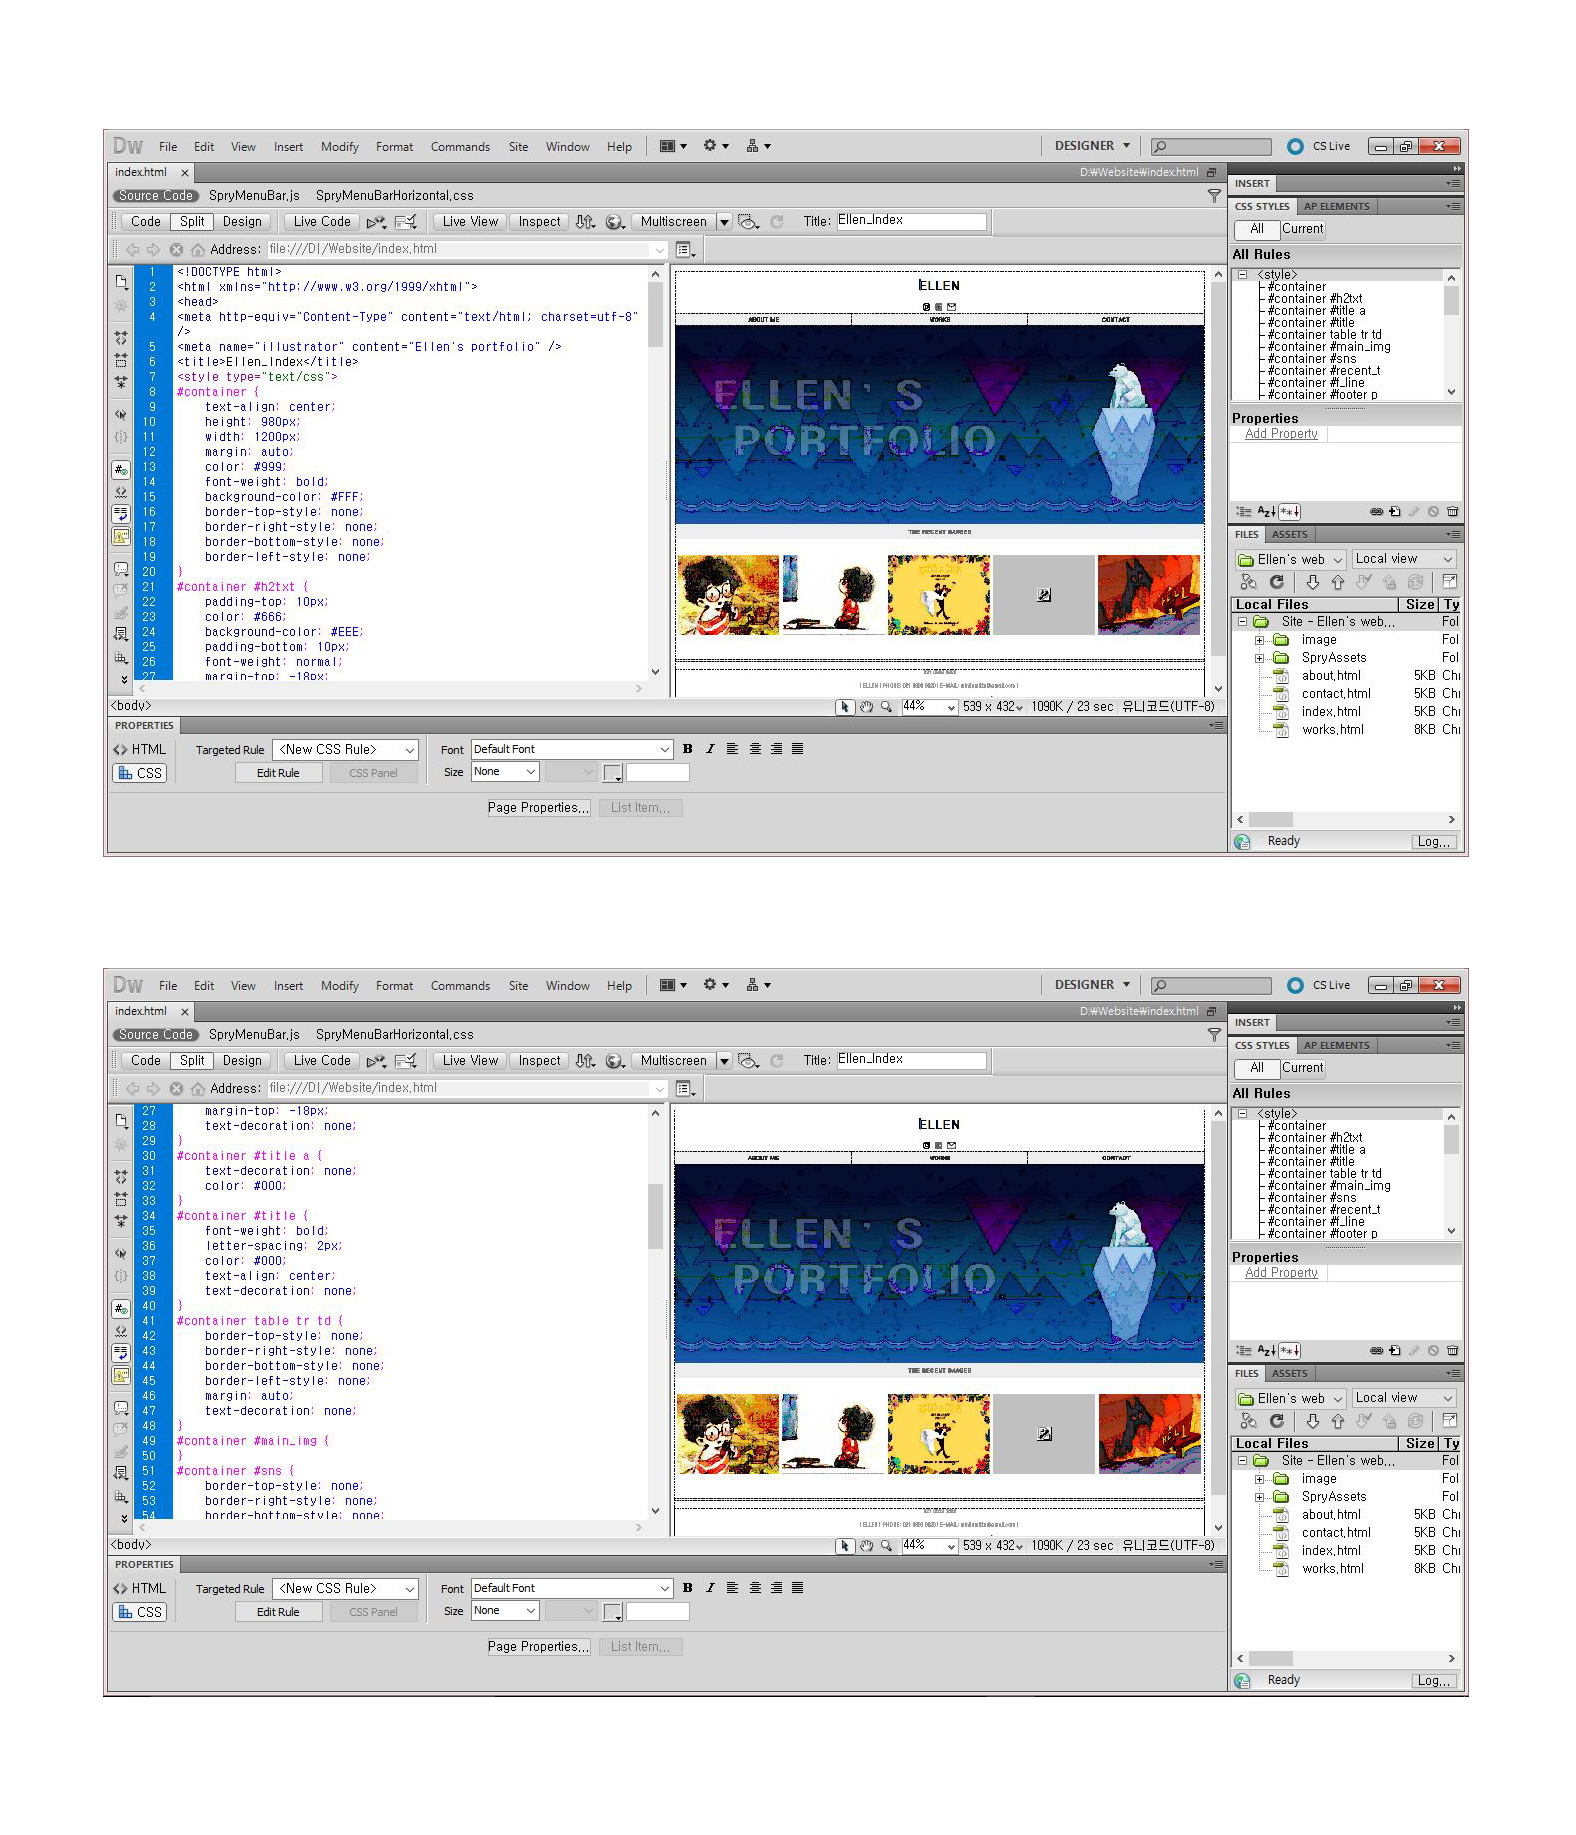 Dw File Edit View Insert Modify Format Commands Site Window Help DESIGNER CS Live
index.html D:₩Website₩index.html
Source Code SpryMenuBar.js SpryMenuBarHorizontal.css
Code Split Design Live Code Live View Inspect Multiscreen Title: Ellen_Index
Address: file:///D|/Website/index.html
1 <!DOCTYPE html>
2 <html xmlns="http://www.w3.org/1999/xhtml">
3 <head>
4 <meta http-equiv="Content-Type" content="text/html; charset=utf-8"
/>
5 <meta name="illustrator" content="Ellen's portfolio" />
6 <title>Ellen_Index</title>
7 <style type="text/css">
8 #container {
9 text-align: center;
10 height: 980px;
11 width: 1200px;
12 margin: auto;
13 color: #999;
14 font-weight: bold;
15 background-color: #FFF;
16 border-top-style: none;
17 border-right-style: none;
18 border-bottom-style: none;
19 border-left-style: none;
20 }
21 #container #h2txt {
22 padding-top: 10px;
23 color: #666;
24 background-color: #EEE;
25 padding-bottom: 10px;
26 font-weight: normal;
27 margin-top: -18px;
ELLEN
ABOUT ME WORKS CONTACT
ELLEN'S
PORTFOLIO
THE RECENT IMAGES
HELL
INSERT
CSS STYLES AP ELEMENTS
All Current
All Rules
<style>
#container
#container #h2txt
#container #title a
#container #title
#container table tr td
#container #main_img
#container #sns
#container #recent_t
#container #f_line
#container #footer p
Properties
Add Property
FILES ASSETS
Ellen's web Local view
Local Files Size Ty
Site - Ellen's web... Fol
image Fol
SpryAssets Fol
about.html 5KB Chr
contact.html 5KB Chr
index.html 5KB Chr
works.html 8KB Chr
Ready Log...
<body> 44% 539 x 432 1090K / 23 sec 유니코드(UTF-8)
PROPERTIES
HTML Targeted Rule <New CSS Rule> Font Default Font B I
CSS Edit Rule CSS Panel Size None
Page Properties... List Item...
Dw File Edit View Insert Modify Format Commands Site Window Help DESIGNER CS Live
index.html D:₩Website₩index.html
Source Code SpryMenuBar.js SpryMenuBarHorizontal.css
Code Split Design Live Code Live View Inspect Multiscreen Title: Ellen_Index
Address: file:///D|/Website/index.html
27 margin-top: -18px;
28 text-decoration: none;
29 }
30 #container #title a {
31 text-decoration: none;
32 color: #000;
33 }
34 #container #title {
35 font-weight: bold;
36 letter-spacing: 2px;
37 color: #000;
38 text-align: center;
39 text-decoration: none;
40 }
41 #container table tr td {
42 border-top-style: none;
43 border-right-style: none;
44 border-bottom-style: none;
45 border-left-style: none;
46 margin: auto;
47 text-decoration: none;
48 }
49 #container #main_img {
50 }
51 #container #sns {
52 border-top-style: none;
53 border-right-style: none;
54 border-bottom-style: none;
ELLEN
ABOUT ME WORKS CONTACT
ELLEN'S
PORTFOLIO
THE RECENT IMAGES
HELL
INSERT
CSS STYLES AP ELEMENTS
All Current
All Rules
<style>
#container
#container #h2txt
#container #title a
#container #title
#container table tr td
#container #main_img
#container #sns
#container #recent_t
#container #f_line
#container #footer p
Properties
Add Property
FILES ASSETS
Ellen's web Local view
Local Files Size Ty
Site - Ellen's web... Fol
image Fol
SpryAssets Fol
about.html 5KB Chr
contact.html 5KB Chr
index.html 5KB Chr
works.html 8KB Chr
Ready Log...
<body> 44% 539 x 432 1090K / 23 sec 유니코드(UTF-8)
PROPERTIES
HTML Targeted Rule <New CSS Rule> Font Default Font B I
CSS Edit Rule CSS Panel Size None
Page Properties... List Item...